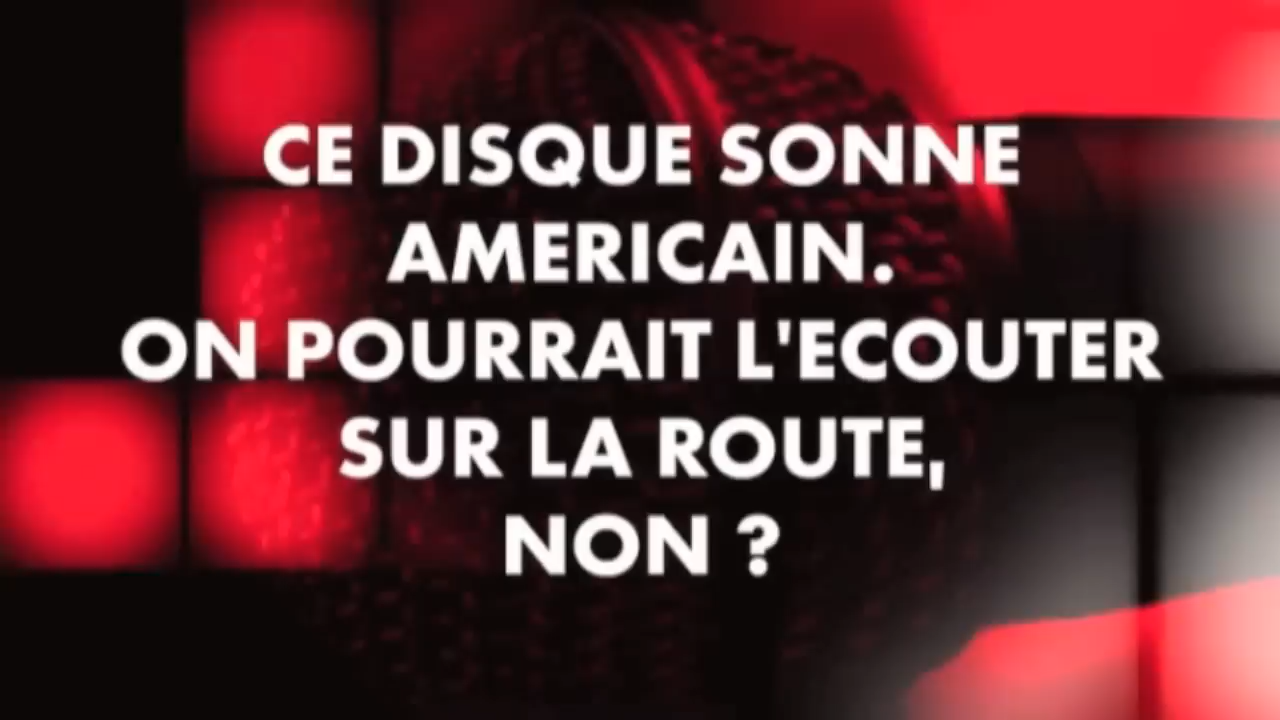 CE DISQUE SONNE
AMERICAIN.
ON POURRAIT L'ECOUTER
SUR LA ROUTE,
NON ?